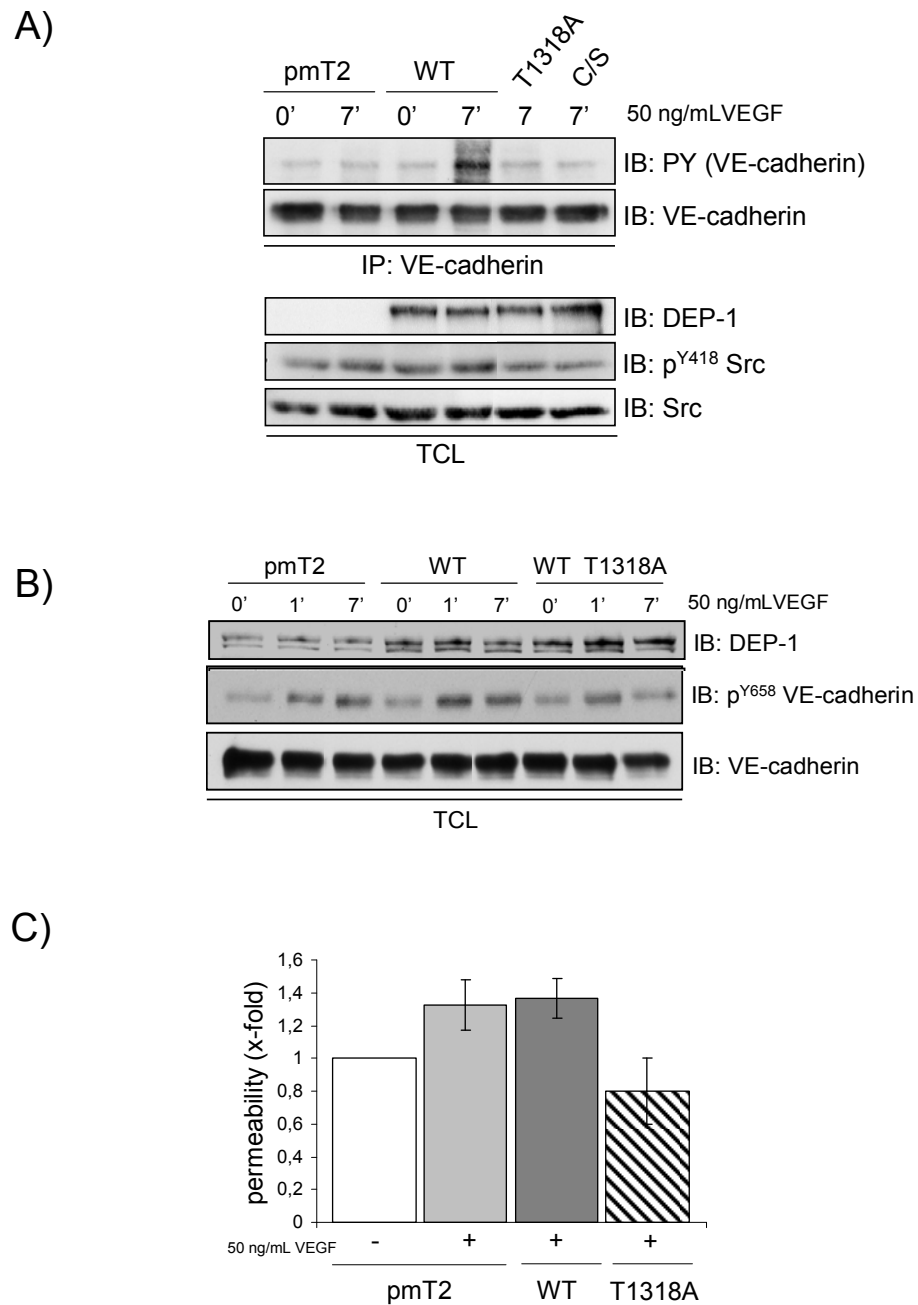 A)
pmT2 WT T1318A C/S
0' 7' 0' 7' 7 7' 50 ng/mLVEGF
IB: PY (VE-cadherin)
IB: VE-cadherin
IP: VE-cadherin
IB: DEP-1
IB: pY418 Src
IB: Src
TCL
B)
pmT2 WT WT T1318A
0' 1' 7' 0' 1' 7' 0' 1' 7' 50 ng/mLVEGF
IB: DEP-1
IB: pY658 VE-cadherin
IB: VE-cadherin
TCL
C)
permeability (x-fold)
1,6
1,4
1,2
1
0,8
0,6
0,4
0,2
0
50 ng/mL VEGF - + + +
pmT2 WT T1318A